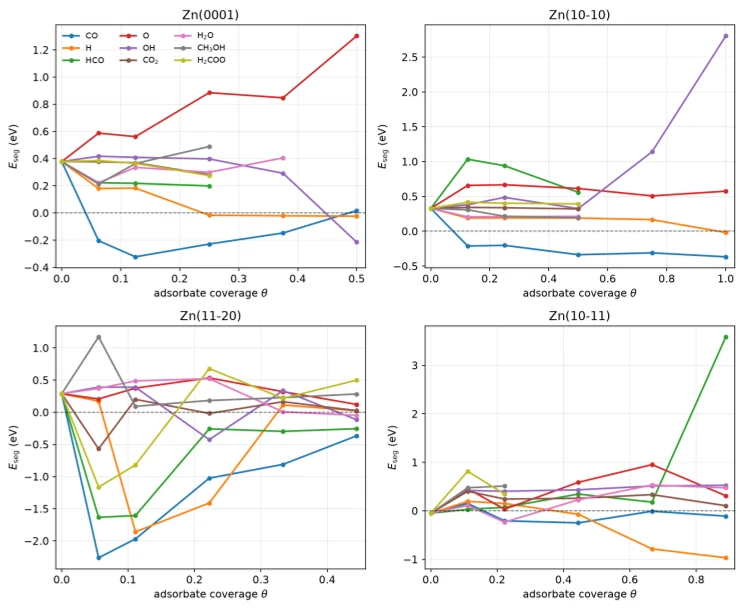 Zn(0001)
CO
H
HCO
O
OH
CO₂
H₂O
CH₃OH
H₂COO
1.2
1.0
0.8
0.6
0.4
0.2
0.0
−0.2
−0.4
E_seg (eV)
0.0 0.1 0.2 0.3 0.4 0.5
adsorbate coverage θ
Zn(10-10)
2.5
2.0
1.5
1.0
0.5
0.0
−0.5
E_seg (eV)
0.0 0.2 0.4 0.6 0.8 1.0
adsorbate coverage θ
Zn(11-20)
1.0
0.5
0.0
−0.5
−1.0
−1.5
−2.0
E_seg (eV)
0.0 0.1 0.2 0.3 0.4
adsorbate coverage θ
Zn(10-11)
3
2
1
0
−1
E_seg (eV)
0.0 0.2 0.4 0.6 0.8
adsorbate coverage θ